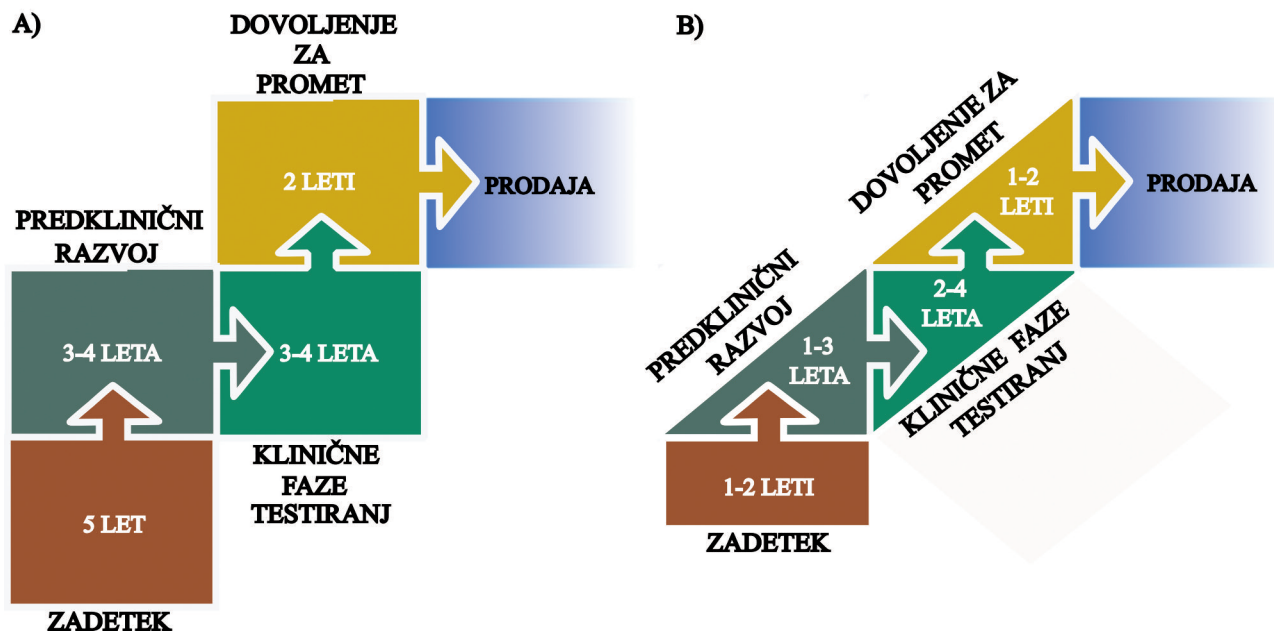 A)
DOVOLJENJE
ZA
PROMET
2 LETI
PRODAJA
PREDKLINIČNI
RAZVOJ
3-4 LETA
3-4 LETA
KLINIČNE
FAZE
TESTIRANJ
5 LET
ZADETEK
B)
DOVOLJENJE ZA
PROMET
1-2
LETI
PRODAJA
PREDKLINIČNI
RAZVOJ
1-3
LETA
2-4
LETA
KLINIČNE FAZE
TESTIRANJ
1-2 LETI
ZADETEK